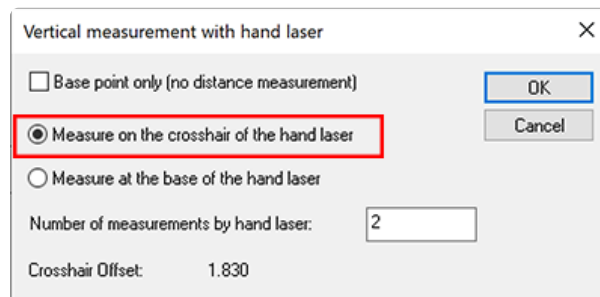 Vertical measurement with hand laser
Base point only (no distance measurement)
OK
Measure on the crosshair of the hand laser
Cancel
Measure at the base of the hand laser
Number of measurements by hand laser: 2
Crosshair Offset: 1.830